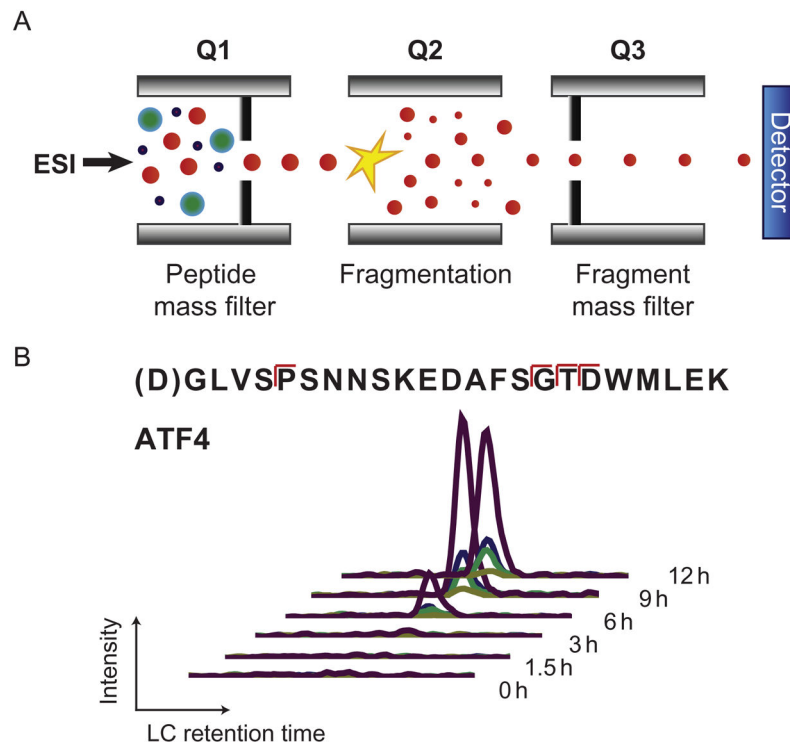 A
Q1 Q2 Q3
ESI
Detector
Peptide Fragmentation Fragment
mass filter mass filter
B
(D)GLVSPSNNSKEDAFSGTDWMLEK
ATF4
12 h
9 h
6 h
3 h
1.5 h
0 h
Intensity
LC retention time